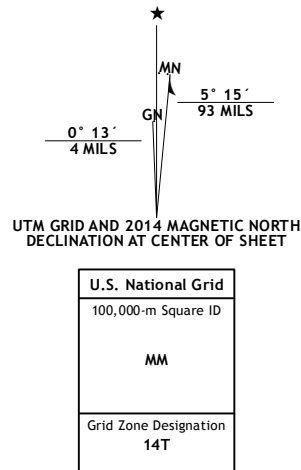 MN
GN
5° 15´
93 MILS
0° 13´
4 MILS
UTM GRID AND 2014 MAGNETIC NORTH
DECLINATION AT CENTER OF SHEET
U.S. National Grid
100,000-m Square ID
MM
Grid Zone Designation
14T